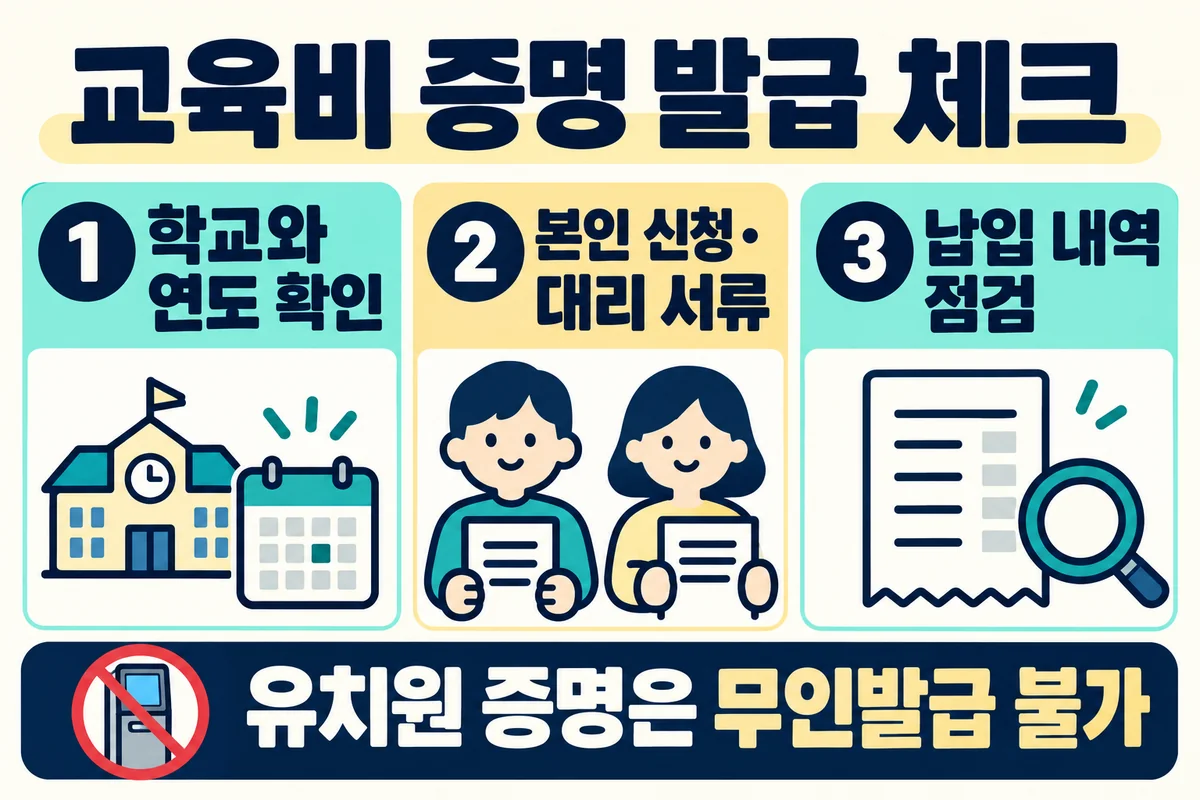 교육비 증명 발급 체크
1 학교와
연도 확인
2 본인 신청·
대리 서류
3 납입 내역
점검
유치원 증명은 무인발급 불가